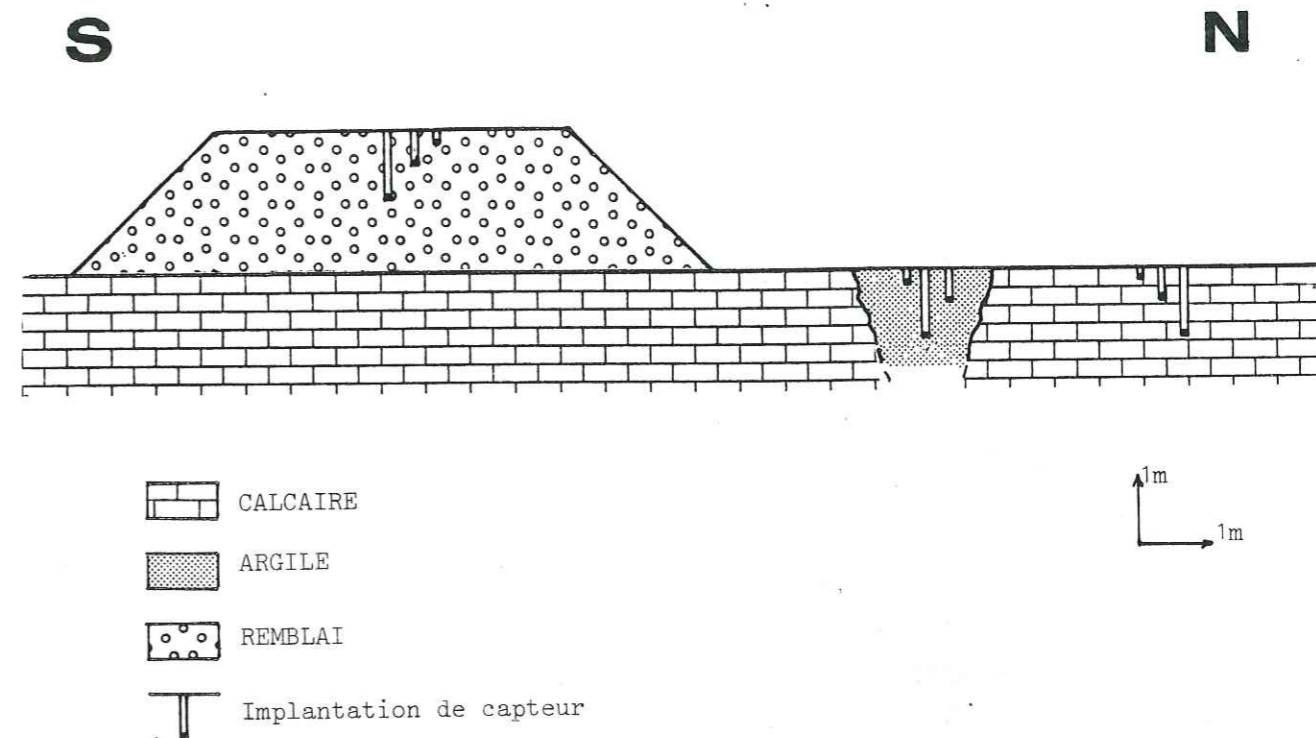 S
N
CALCAIRE
ARGILE
REMBLAI
Implantation de capteur
1m
1m